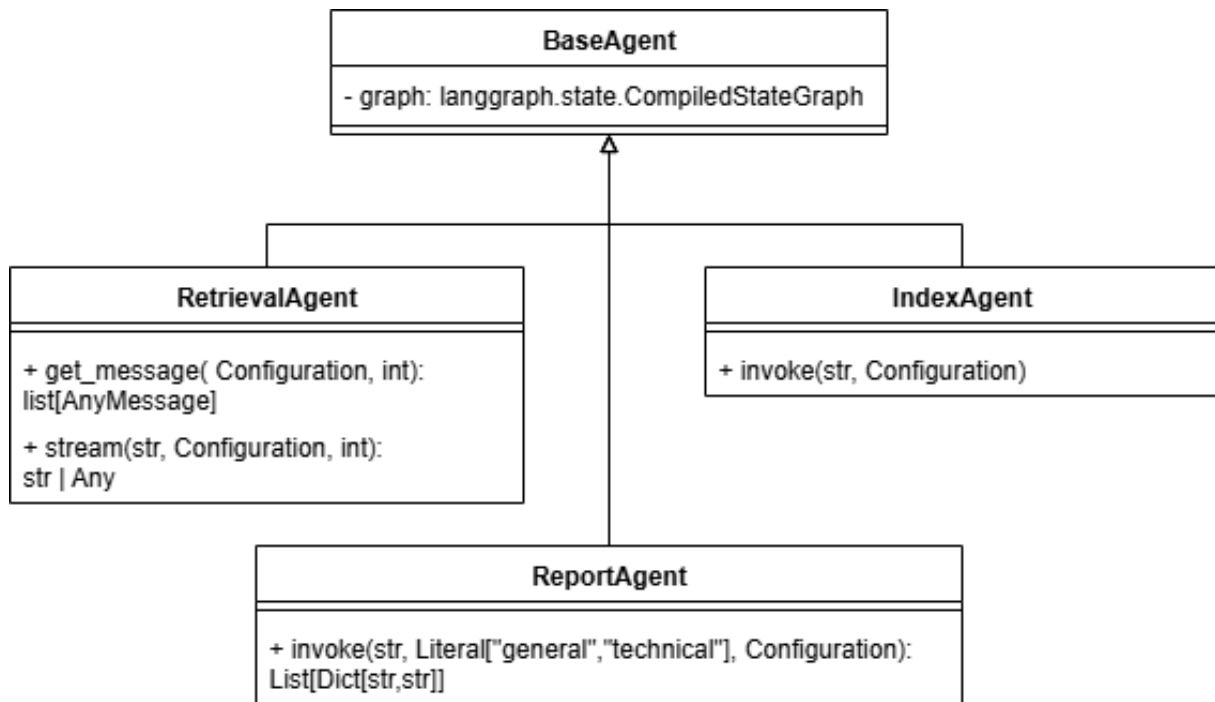 BaseAgent
- graph: langgraph.state.CompiledStateGraph
RetrievalAgent
+ get_message( Configuration, int):
list[AnyMessage]
+ stream(str, Configuration, int):
str | Any
IndexAgent
+ invoke(str, Configuration)
ReportAgent
+ invoke(str, Literal["general","technical"], Configuration):
List[Dict[str,str]]